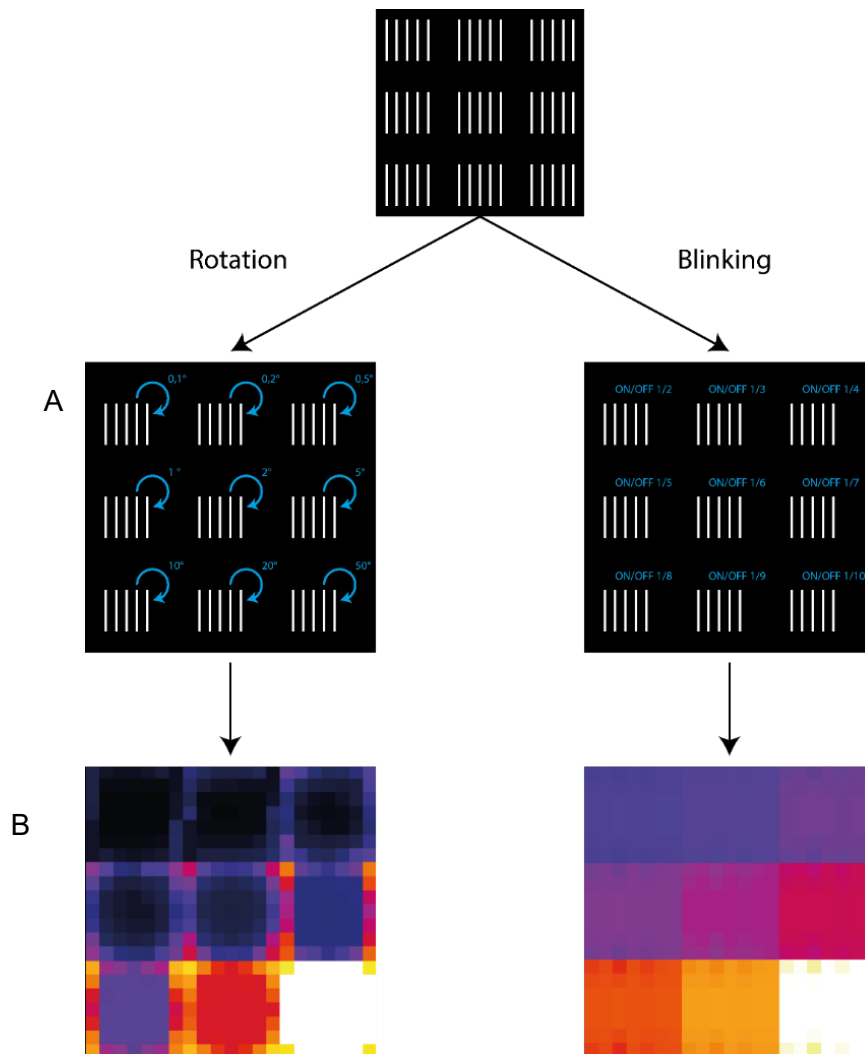 Rotation
Blinking
A
0,1° 0,2° 0,5°
1° 2° 5°
10° 20° 50°
ON/OFF 1/2 ON/OFF 1/3 ON/OFF 1/4
ON/OFF 1/5 ON/OFF 1/6 ON/OFF 1/7
ON/OFF 1/8 ON/OFF 1/9 ON/OFF 1/10
B